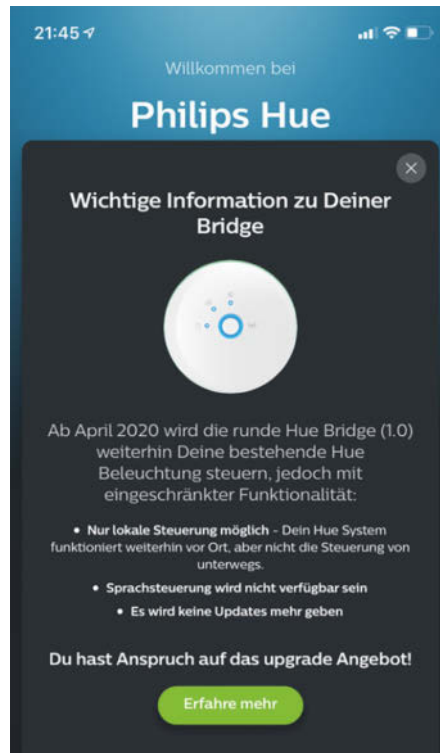 21:45
Willkommen bei
Philips Hue
Wichtige Information zu Deiner
Bridge
Ab April 2020 wird die runde Hue Bridge (1.0)
weiterhin Deine bestehende Hue
Beleuchtung steuern, jedoch mit
eingeschränkter Funktionalität:
• Nur lokale Steuerung möglich - Dein Hue System
funktioniert weiterhin vor Ort, aber nicht die Steuerung von
unterwegs.
• Sprachsteuerung wird nicht verfügbar sein
• Es wird keine Updates mehr geben
Du hast Anspruch auf das upgrade Angebot!
Erfahre mehr